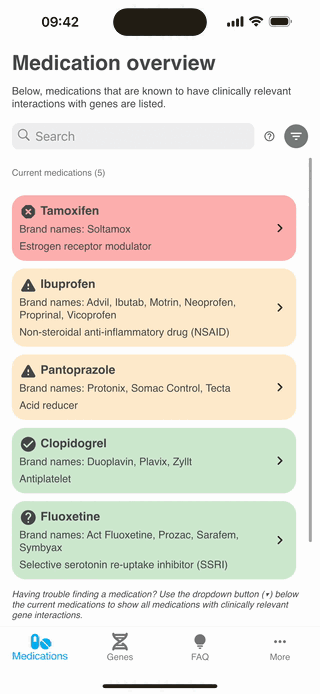 09:42
Medication overview
Below, medications that are known to have clinically relevant
interactions with genes are listed.
Search
Current medications (5)
Tamoxifen
Brand names: Soltamox
Estrogen receptor modulator
Ibuprofen
Brand names: Advil, Ibutab, Motrin, Neoprofen,
Proprinal, Vicoprofen
Non-steroidal anti-inflammatory drug (NSAID)
Pantoprazole
Brand names: Protonix, Somac Control, Tecta
Acid reducer
Clopidogrel
Brand names: Duoplavin, Plavix, Zyllt
Antiplatelet
Fluoxetine
Brand names: Act Fluoxetine, Prozac, Sarafem,
Symbyax
Selective serotonin re-uptake inhibitor (SSRI)
Having trouble finding a medication? Use the dropdown button (▾) below
the current medications to show all medications with clinically relevant
gene interactions.
Medications
Genes
FAQ
More